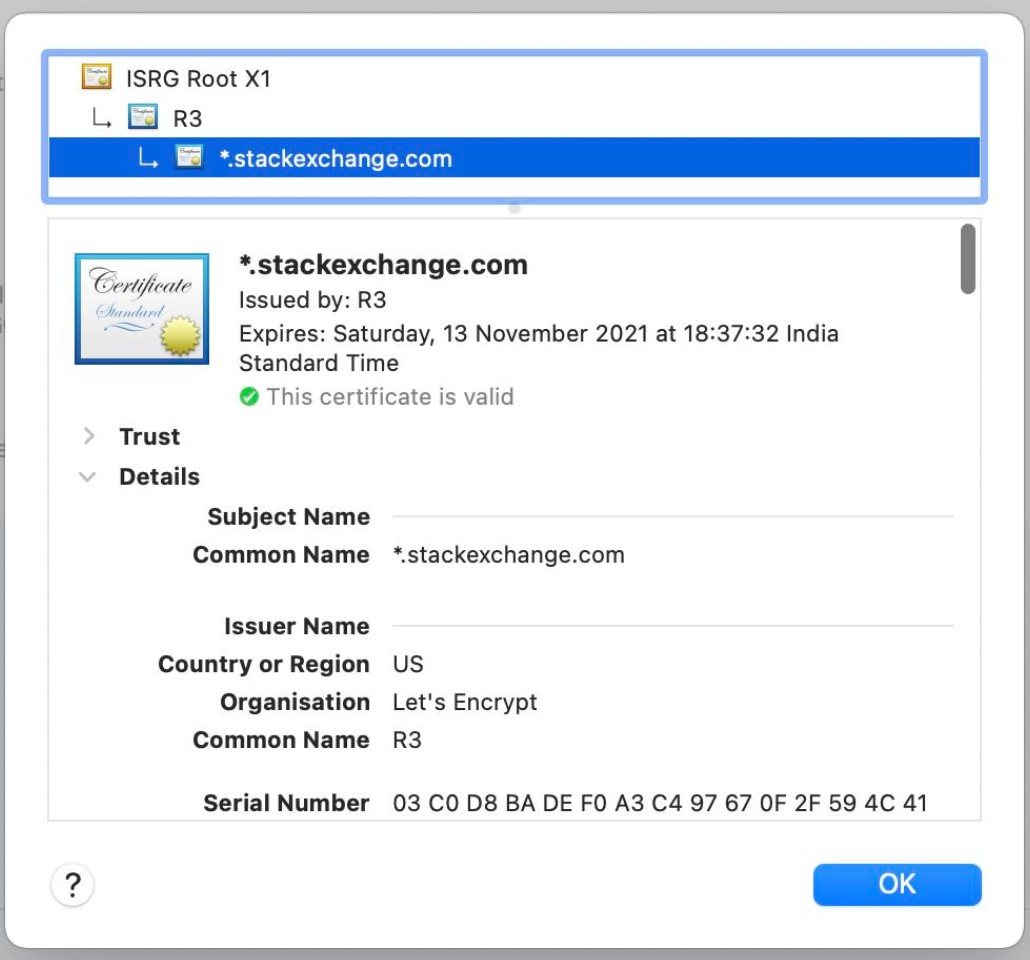 ISRG Root X1
R3
*.stackexchange.com
Certificate
Standard
*.stackexchange.com
Issued by: R3
Expires: Saturday, 13 November 2021 at 18:37:32 India
Standard Time
This certificate is valid
Trust
Details
Subject Name
Common Name *.stackexchange.com
Issuer Name
Country or Region US
Organisation Let's Encrypt
Common Name R3
Serial Number 03 C0 D8 BA DE F0 A3 C4 97 67 0F 2F 59 4C 41
?
OK